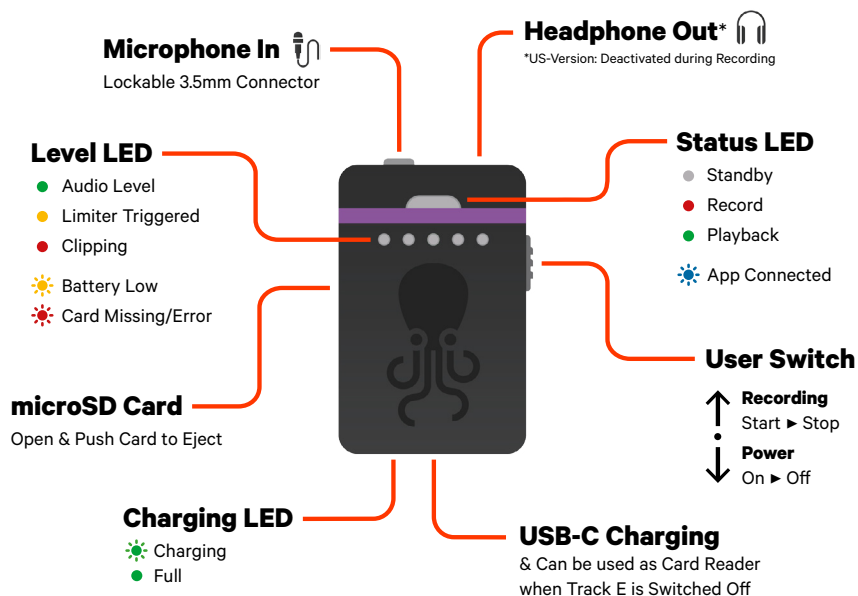 Microphone In
Lockable 3.5mm Connector
Headphone Out*
*US-Version: Deactivated during Recording
Level LED
Audio Level
Limiter Triggered
Clipping
Battery Low
Card Missing/Error
Status LED
Standby
Record
Playback
App Connected
microSD Card
Open & Push Card to Eject
User Switch
Recording
Start ► Stop
Power
On ► Off
Charging LED
Charging
Full
USB-C Charging
& Can be used as Card Reader
when Track E is Switched Off